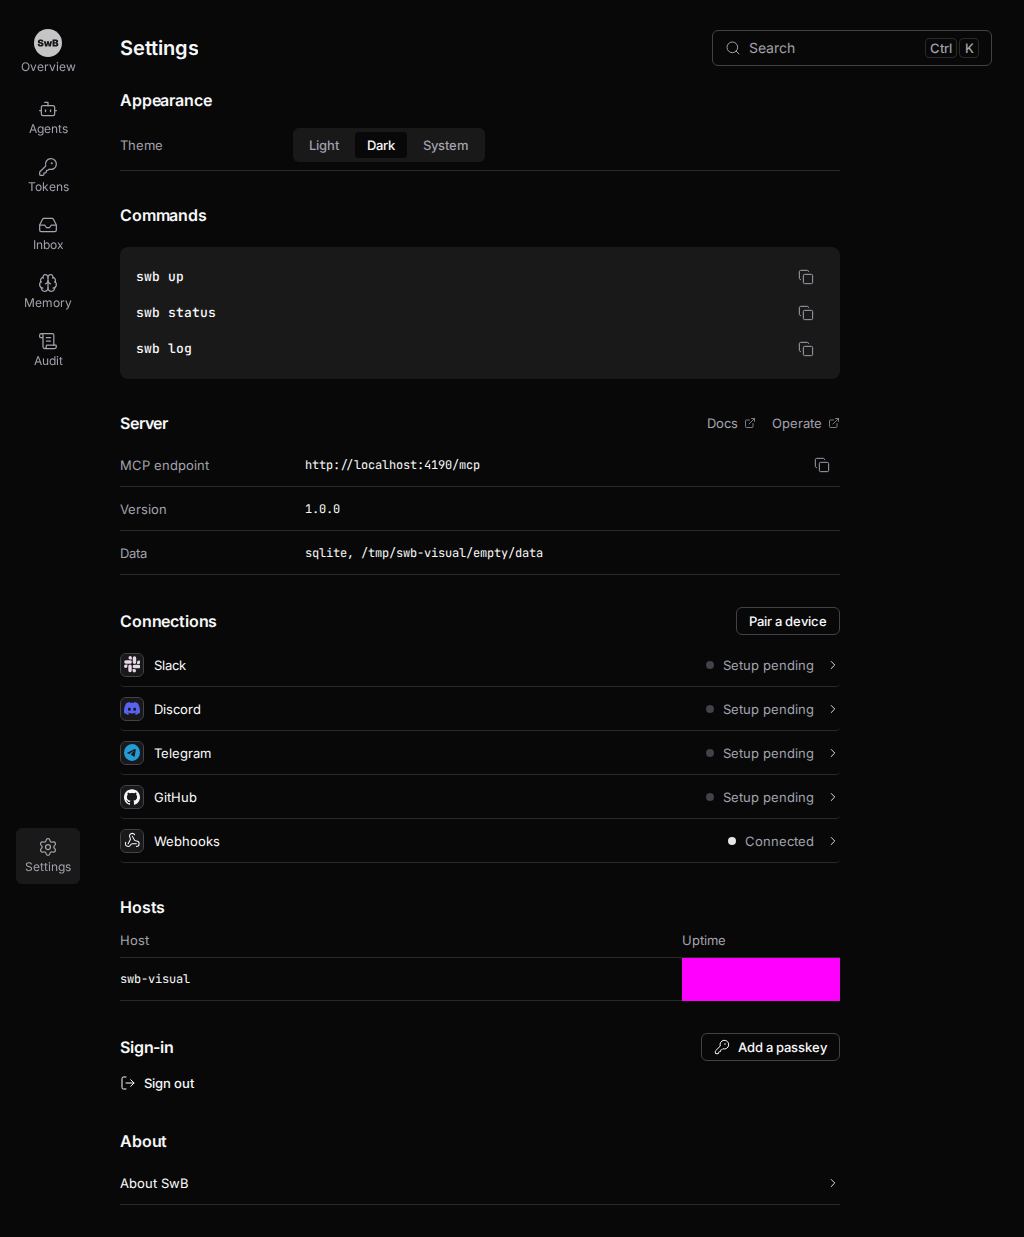 SwB
Overview
Agents
Tokens
Inbox
Memory
Audit
Settings
Settings
Search Ctrl K
Appearance
Theme Light Dark System
Commands
swb up
swb status
swb log
Server Docs Operate
MCP endpoint http://localhost:4190/mcp
Version 1.0.0
Data sqlite, /tmp/swb-visual/empty/data
Connections Pair a device
Slack Setup pending
Discord Setup pending
Telegram Setup pending
GitHub Setup pending
Webhooks Connected
Hosts
Host Uptime
swb-visual
Sign-in Add a passkey
Sign out
About
About SwB